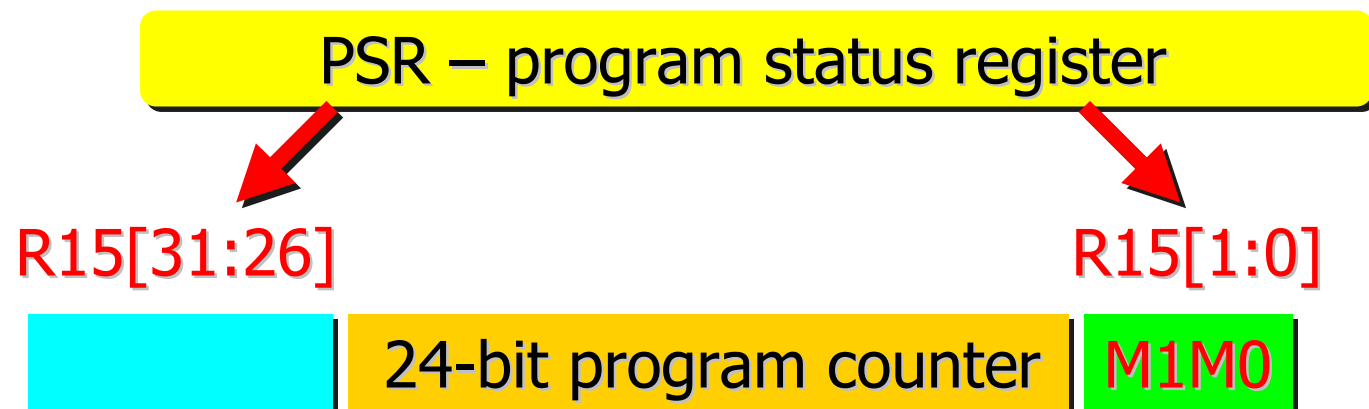 PSR – program status register
R15[31:26] R15[1:0]
24-bit program counter M1M0